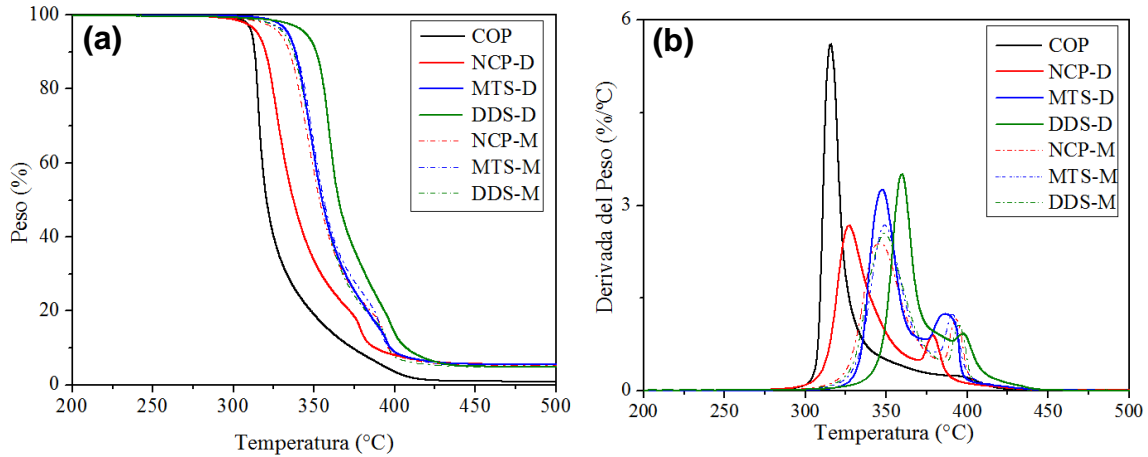 (a)
COP
NCP-D
MTS-D
DDS-D
NCP-M
MTS-M
DDS-M
100
80
60
40
20
0
Peso (%)
200 250 300 350 400 450 500
Temperatura (°C)
(b)
COP
NCP-D
MTS-D
DDS-D
NCP-M
MTS-M
DDS-M
6
3
0
Derivada del Peso (%/ºC)
200 250 300 350 400 450 500
Temperatura (°C)